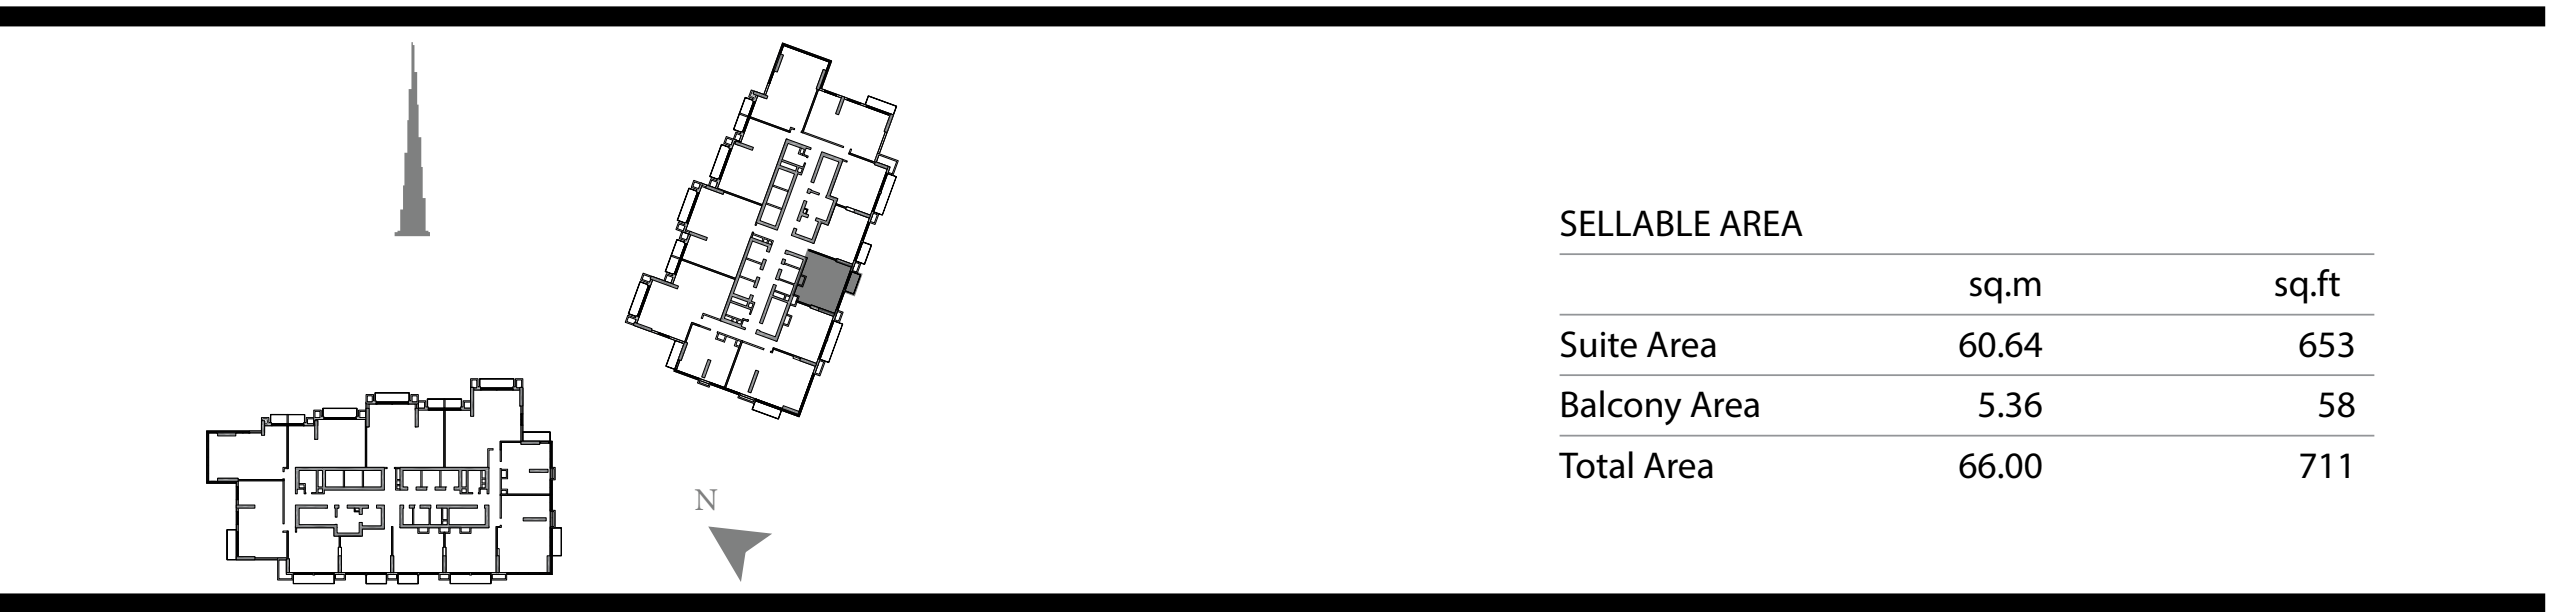 SELLABLE AREA
sq.m sq.ft
Suite Area 60.64 653
Balcony Area 5.36 58
Total Area 66.00 711
N